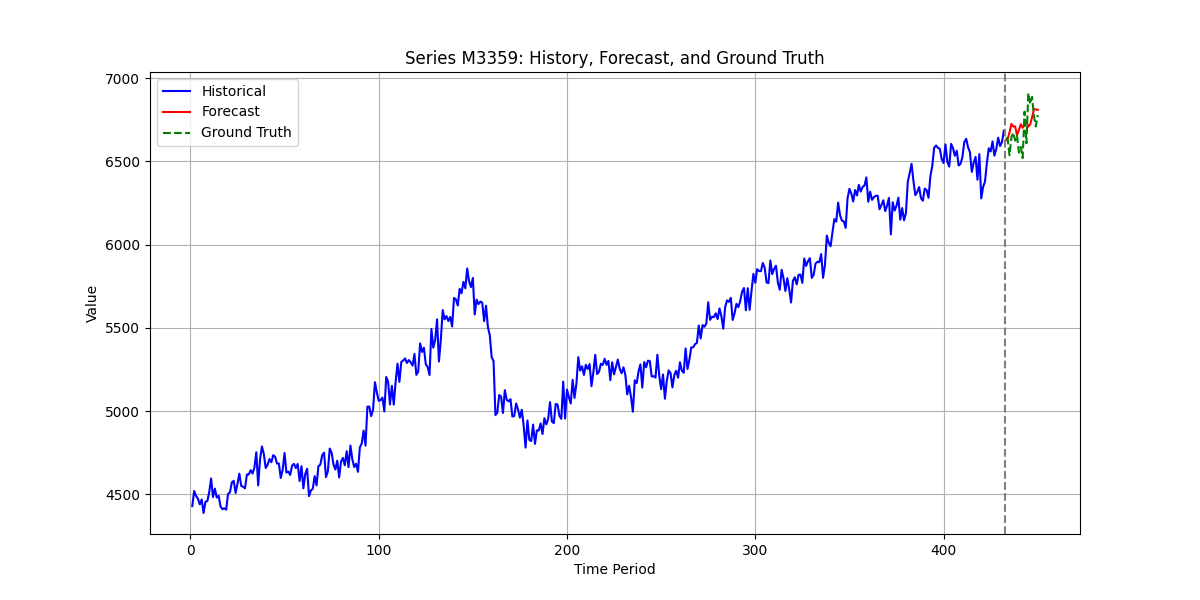 Series M3359: History, Forecast, and Ground Truth
Historical
Forecast
Ground Truth
Value
7000
6500
6000
5500
5000
4500
0 100 200 300 400
Time Period